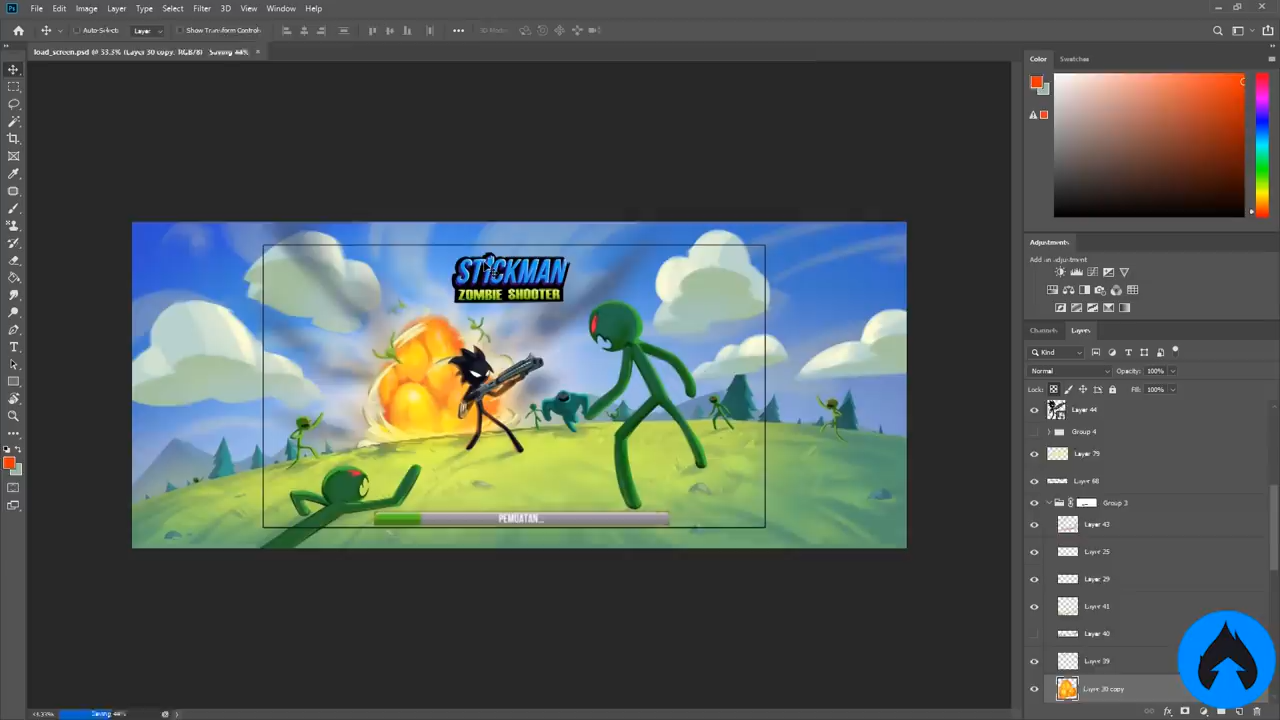 File Edit Image Layer Type Select Filter 3D View Window Help
Auto-Select: Layer Show Transform Controls
load_screen.psd @ 33.3% (Layer 30 copy, RGB/8) Saving 44%
Color Swatches
STICKMAN
ZOMBIE SHOOTER
PEMUATAN...
Adjustments
Add an adjustment
Channels Layers
Kind
Normal Opacity: 100%
Lock: Fill: 100%
Layer 44
Group 4
Layer 79
Layer 68
Group 3
Layer 43
Layer 25
Layer 29
Layer 41
Layer 40
Layer 39
Layer 30 copy
Saving 44%